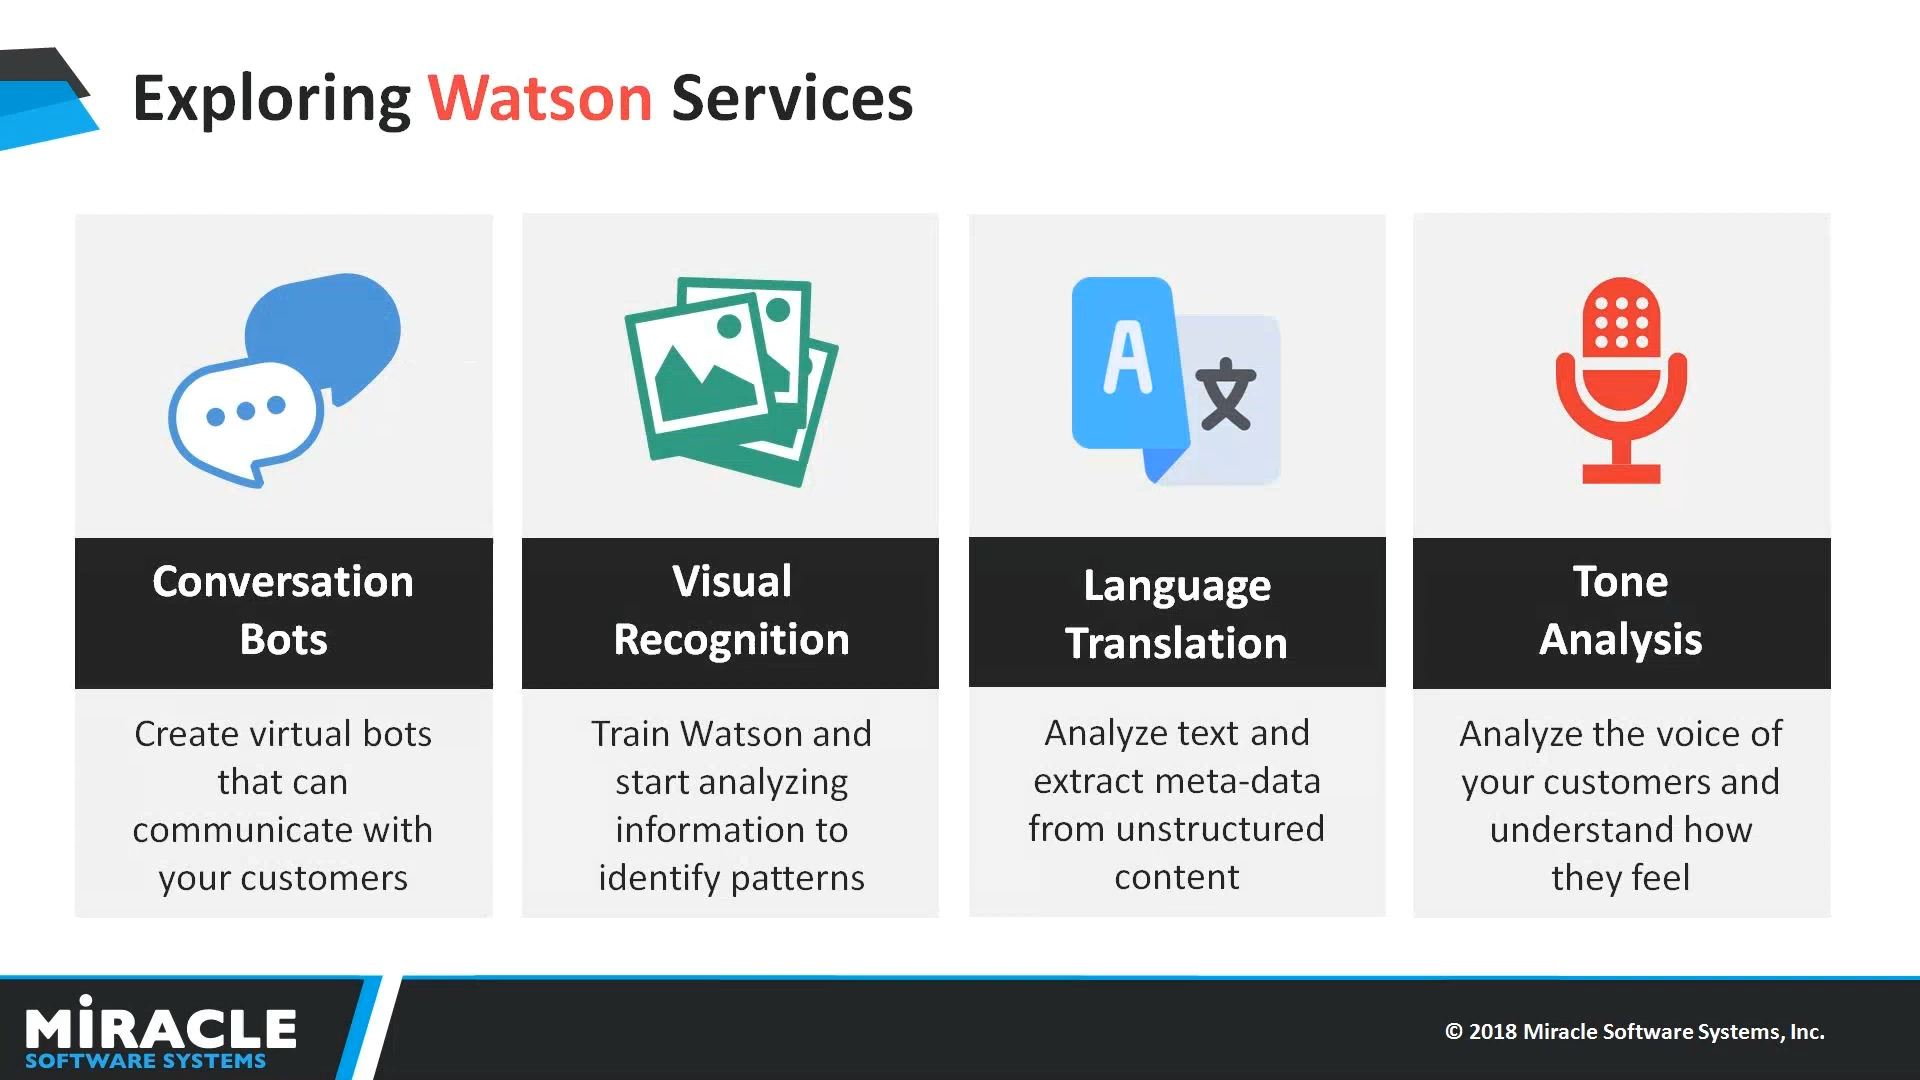 Exploring Watson Services
A
文
Conversation
Bots
Create virtual bots
that can
communicate with
your customers
Visual
Recognition
Train Watson and
start analyzing
information to
identify patterns
Language
Translation
Analyze text and
extract meta-data
from unstructured
content
Tone
Analysis
Analyze the voice of
your customers and
understand how
they feel
MiRACLE
SOFTWARE SYSTEMS
© 2018 Miracle Software Systems, Inc.